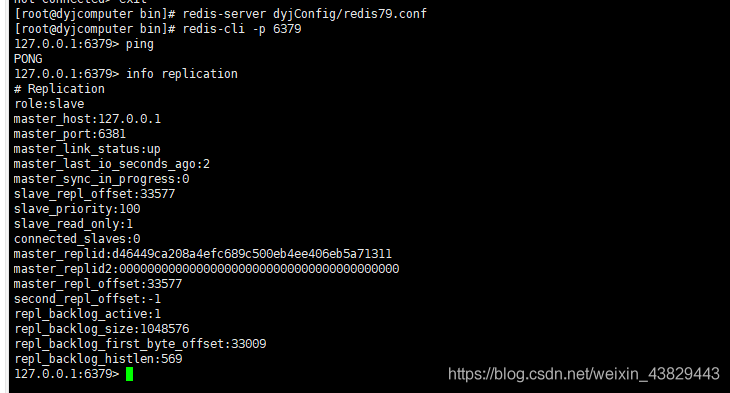 not connected> exit
[root@dyjcomputer bin]# redis-server dyjConfig/redis79.conf
[root@dyjcomputer bin]# redis-cli -p 6379
127.0.0.1:6379> ping
PONG
127.0.0.1:6379> info replication
# Replication
role:slave
master_host:127.0.0.1
master_port:6381
master_link_status:up
master_last_io_seconds_ago:2
master_sync_in_progress:0
slave_repl_offset:33577
slave_priority:100
slave_read_only:1
connected_slaves:0
master_replid:d46449ca208a4efc689c500eb4ee406eb5a71311
master_replid2:0000000000000000000000000000000000000000
master_repl_offset:33577
second_repl_offset:-1
repl_backlog_active:1
repl_backlog_size:1048576
repl_backlog_first_byte_offset:33009
repl_backlog_histlen:569
127.0.0.1:6379>
https://blog.csdn.net/weixin_43829443